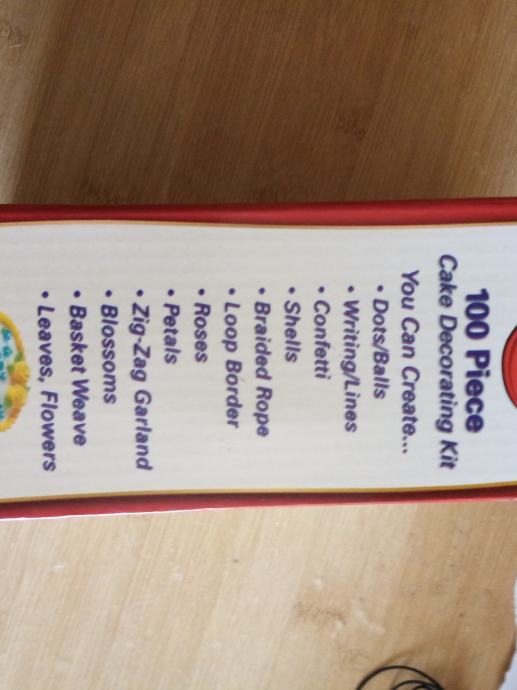 100 Piece
Cake Decorating Kit
You Can Create...
• Dots/Balls
• Writing/Lines
• Confetti
• Shells
• Braided Rope
• Loop Border
• Roses
• Petals
• Zig-Zag Garland
• Blossoms
• Basket Weave
• Leaves, Flowers